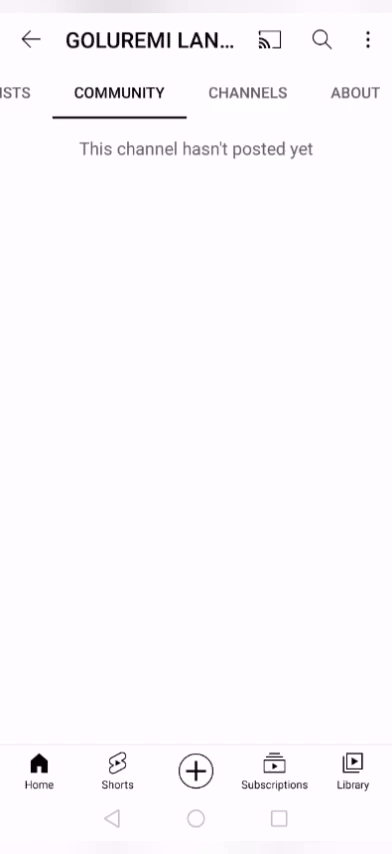 GOLUREMI LAN...
ISTS COMMUNITY CHANNELS ABOUT
This channel hasn't posted yet
Home Shorts Subscriptions Library